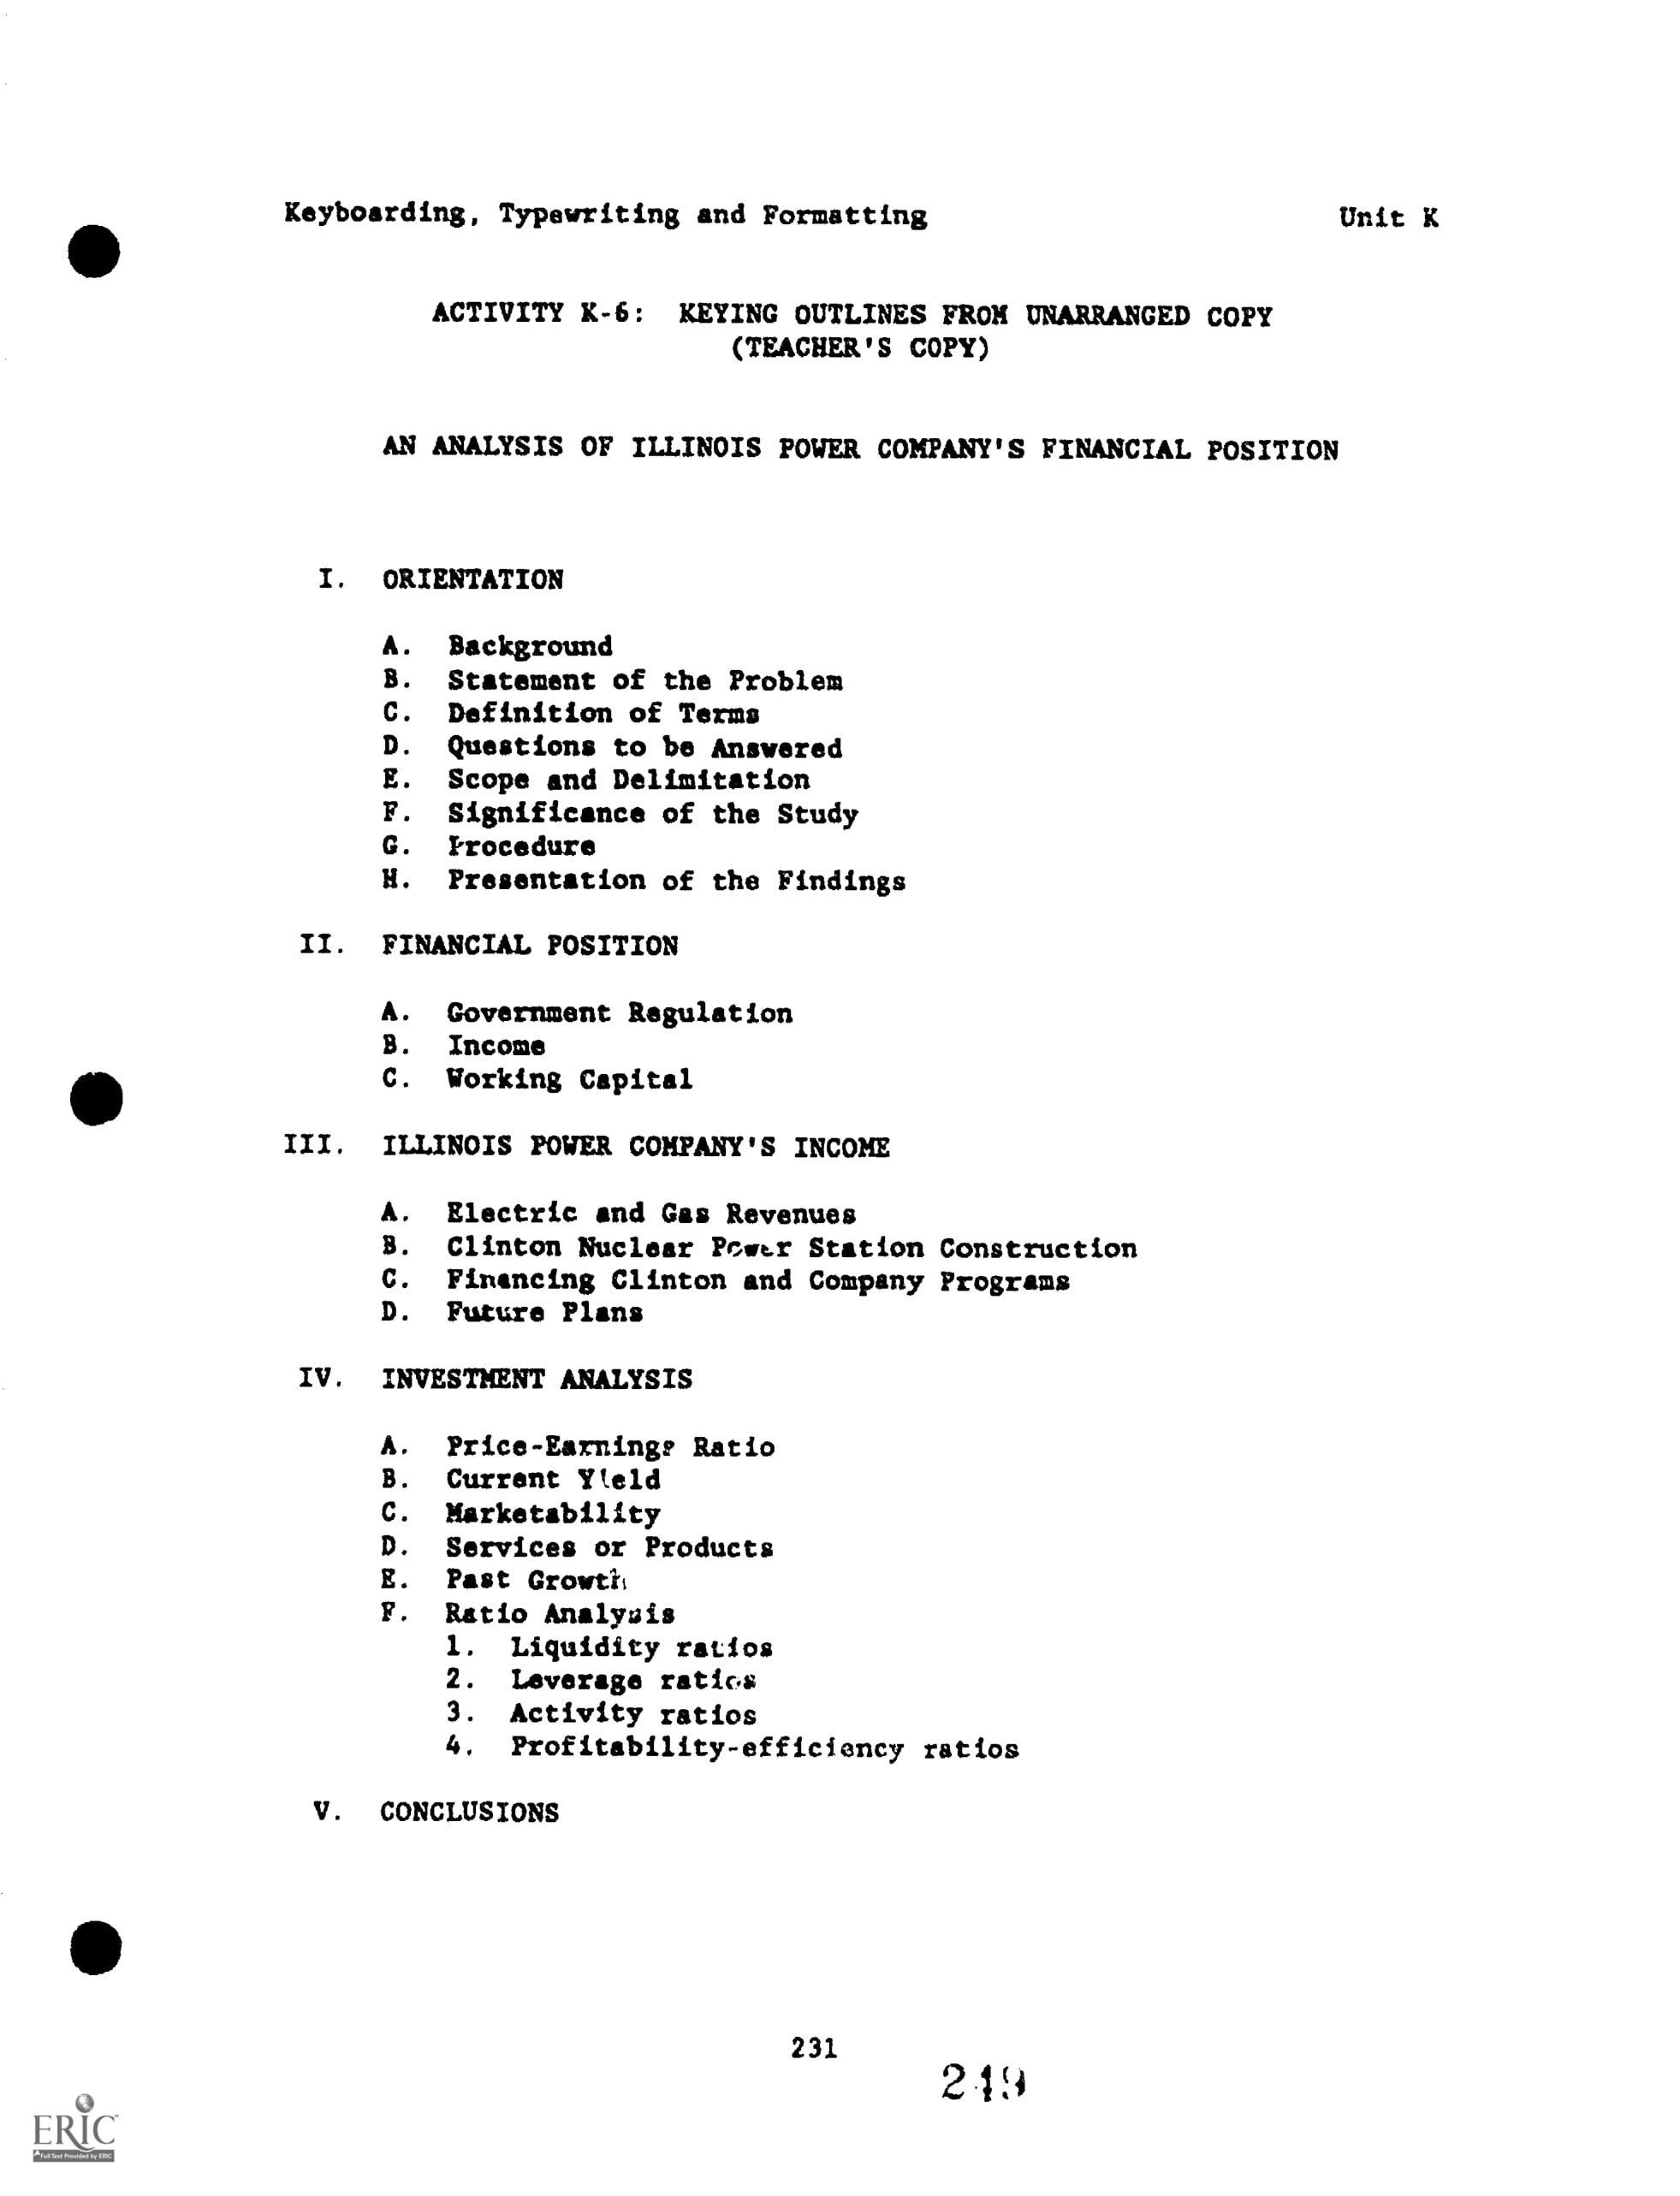 Keyboarding, Typewriting and Formatting Unit K
ACTIVITY K-6: KEYING OUTLINES FROM UNARRANGED COPY
(TEACHER'S COPY)
AN ANALYSIS OF ILLINOIS POWER COMPANY'S FINANCIAL POSITION
I. ORIENTATION
A. Background
B. Statement of the Problem
C. Definition of Terms
D. Questions to be Answered
E. Scope and Delimitation
F. Significance of the Study
G. Procedure
H. Presentation of the Findings
II. FINANCIAL POSITION
A. Government Regulation
B. Income
C. Working Capital
III. ILLINOIS POWER COMPANY'S INCOME
A. Electric and Gas Revenues
B. Clinton Nuclear Power Station Construction
C. Financing Clinton and Company Programs
D. Future Plans
IV. INVESTMENT ANALYSIS
A. Price-Earnings Ratio
B. Current Yield
C. Marketability
D. Services or Products
E. Past Growth
F. Ratio Analysis
1. Liquidity ratios
2. Leverage ratios
3. Activity ratios
4. Profitability-efficiency ratios
V. CONCLUSIONS
231
249
ERIC
Full Text Provided by ERIC